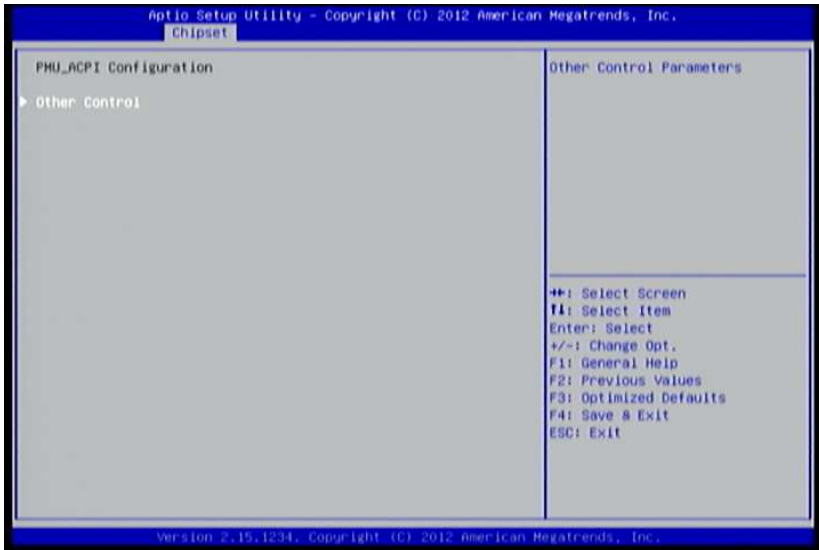 Aptio Setup Utility - Copyright (C) 2012 American Megatrends, Inc.
Chipset
PMU_ACPI Configuration
Other Control
Other Control Parameters
→←: Select Screen
↑↓: Select Item
Enter: Select
+/-: Change Opt.
F1: General Help
F2: Previous Values
F3: Optimized Defaults
F4: Save & Exit
ESC: Exit
Version 2.15.1234. Copyright (C) 2012 American Megatrends, Inc.